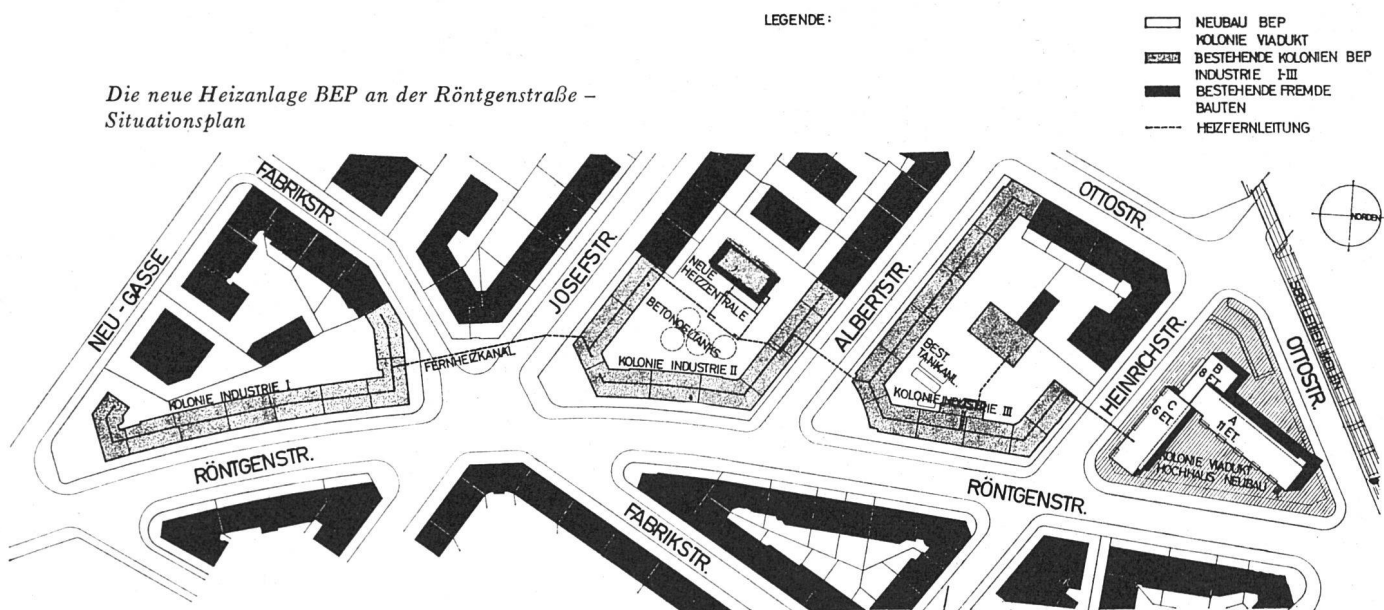 LEGENDE:
NEUBAU BEP
KOLONIE VIADUKT
BESTEHENDE KOLONIEN BEP
INDUSTRIE I-III
BESTEHENDE FREMDE
BAUTEN
HEIZFERNLEITUNG
Die neue Heizanlage BEP an der Röntgenstraße –
Situationsplan
NORDEN
FABRIKSTR.
NEU-GASSE
JOSEFSTR.
ALBERTSTR.
OTTOSTR.
HEINRICHSTR.
OTTOSTR.
NEUE
HEIZZENTRALE
BETONOELTANKS
FERNHEIZKANAL
KOLONIE INDUSTRIE I
KOLONIE INDUSTRIE II
BEST.
TANKANL.
KOLONIE INDUSTRIE III
B
8 ET.
C
6 ET.
A
11 ET.
KOLONIE VIADUKT
HOCHHAUS NEUBAU
RÖNTGENSTR.
RÖNTGENSTR.
FABRIKSTR.